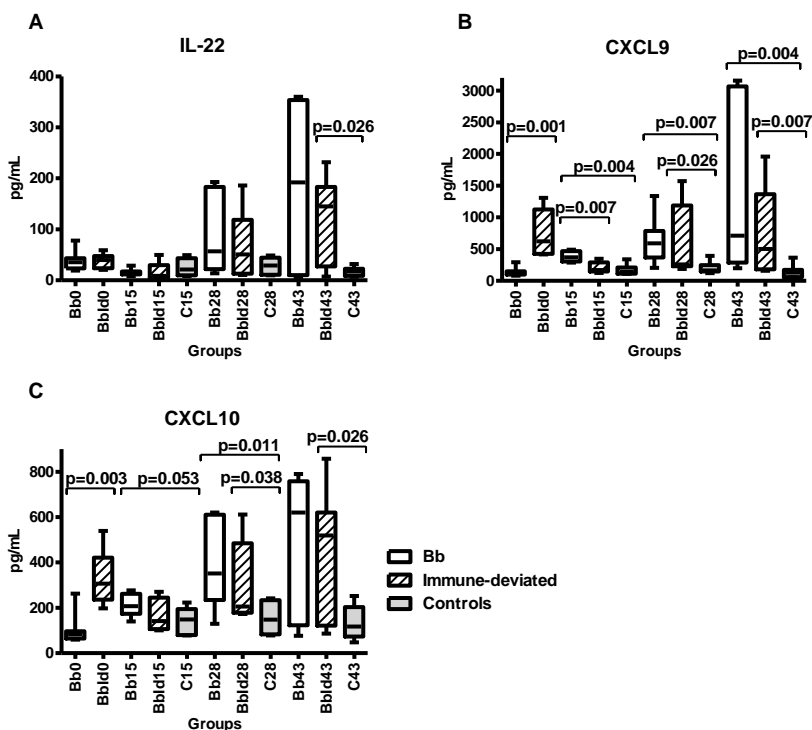 A
IL-22
400
300
200
100
0
pg/mL
p=0.026
Bb0
BbId0
Bb15
BbId15
C15
Bb28
BbId28
C28
Bb43
BbId43
C43
Groups
B
CXCL9
3000
2500
2000
1500
1000
500
0
pg/mL
p=0.001
p=0.004
p=0.007
p=0.007
p=0.026
p=0.004
p=0.007
Bb0
BbId0
Bb15
BbId15
C15
Bb28
BbId28
C28
Bb43
BbId43
C43
Groups
C
CXCL10
800
600
400
200
0
pg/mL
p=0.003
p=0.053
p=0.011
p=0.038
p=0.026
Bb0
BbId0
Bb15
BbId15
C15
Bb28
BbId28
C28
Bb43
BbId43
C43
Groups
Bb
Immune-deviated
Controls